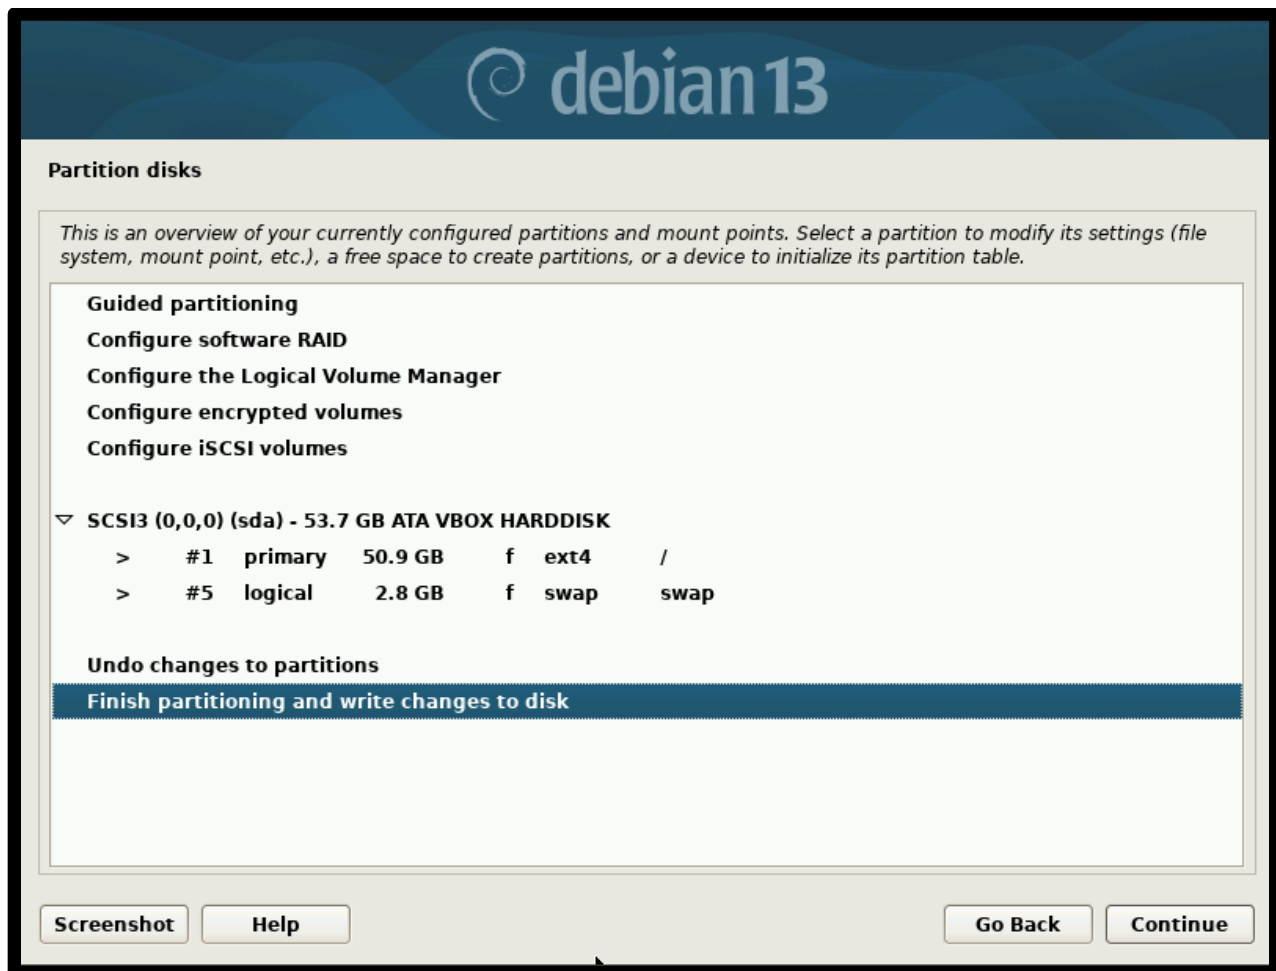 debian 13
Partition disks
This is an overview of your currently configured partitions and mount points. Select a partition to modify its settings (file
system, mount point, etc.), a free space to create partitions, or a device to initialize its partition table.
Guided partitioning
Configure software RAID
Configure the Logical Volume Manager
Configure encrypted volumes
Configure iSCSI volumes
SCSI3 (0,0,0) (sda) - 53.7 GB ATA VBOX HARDDISK
> #1 primary 50.9 GB f ext4 /
> #5 logical 2.8 GB f swap swap
Undo changes to partitions
Finish partitioning and write changes to disk
Screenshot Help Go Back Continue